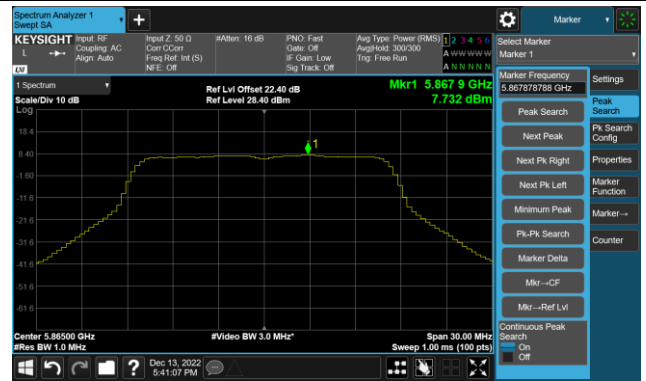 Spectrum Analyzer 1
Swept SA
Marker
KEYSIGHT
Input: RF
Coupling: AC
Align: Auto
Input Z: 50 Ω
Corr CCorr
Freq Ref: Int (S)
NFE: Off
#Atten: 16 dB
PNO: Fast
Gate: Off
IF Gain: Low
Sig Track: Off
Avg Type: Power (RMS)
Avg|Hold: 300/300
Trig: Free Run
1 2 3 4 5 6
A W W W W W
A N N N N N
L
LXI
Select Marker
Marker 1
1 Spectrum
Scale/Div 10 dB
Log
Ref Lvl Offset 22.40 dB
Ref Level 28.40 dBm
Mkr1 5.867 9 GHz
7.732 dBm
18.4
8.40
-1.60
-11.6
-21.6
-31.6
-41.6
-51.6
-61.6
1
Center 5.86500 GHz
#Res BW 1.0 MHz
#Video BW 3.0 MHz*
Span 30.00 MHz
Sweep 1.00 ms (100 pts)
Marker Frequency
5.867878788 GHz
Peak Search
Next Peak
Next Pk Right
Next Pk Left
Minimum Peak
Pk-Pk Search
Marker Delta
Mkr→CF
Mkr→Ref Lvl
Continuous Peak
Search
On
Off
Settings
Peak
Search
Pk Search
Config
Properties
Marker
Function
Marker→
Counter
?
Dec 13, 2022
5:41:07 PM